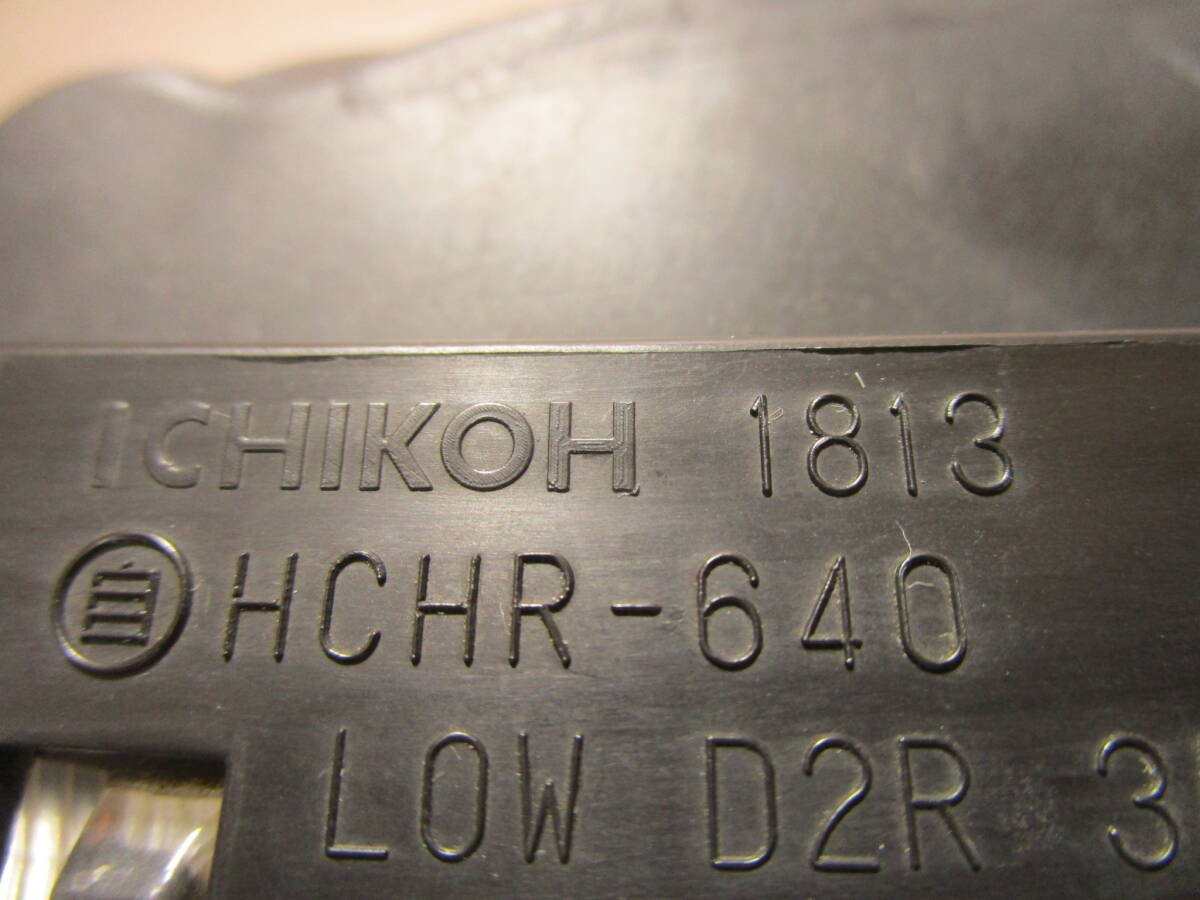 ICHIKOH 1813
HCHR-640
LOW D2R 3